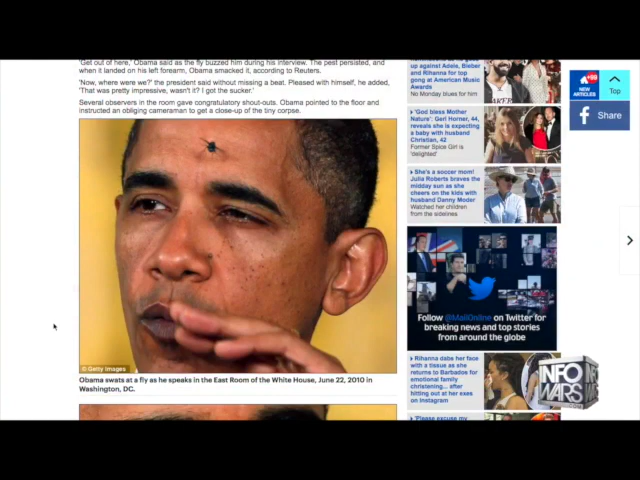 'Get out of here,' Obama said as the fly buzzed him during his interview. The pest persisted, and
when it landed on his left forearm, Obama smacked it, according to Reuters.
'Now, where were we?' the president said without missing a beat. Pleased with himself, he added,
'That was pretty impressive, wasn't it? I got the sucker.'
Several observers in the room gave congratulatory shout-outs. Obama pointed to the floor and
instructed an obliging cameraman to get a close-up of the tiny corpse.
© Getty Images
Obama swats at a fly as he speaks in the East Room of the White House, June 22, 2010 in
Washington, DC.
up against Adele, Bieber
and Rihanna for top
gong at American Music
Awards
No Monday blues for him
'God bless Mother
Nature': Geri Horner, 44,
reveals she is expecting
a baby with husband
Christian, 42
Former Spice Girl is
'delighted'
She's a soccer mom!
Julia Roberts braves the
midday sun as she
cheers on the kids with
husband Danny Moder
Watched her children
from the sidelines
Follow @MailOnline on Twitter for
breaking news and top stories
from around the globe
Rihanna dabs her face
with a tissue as she
returns to Barbados for
emotional family
christening... after
hitting out at her exes
on Instagram
'Please excuse my
+99
NEW
ARTICLES
Top
Share
INFO
WARS